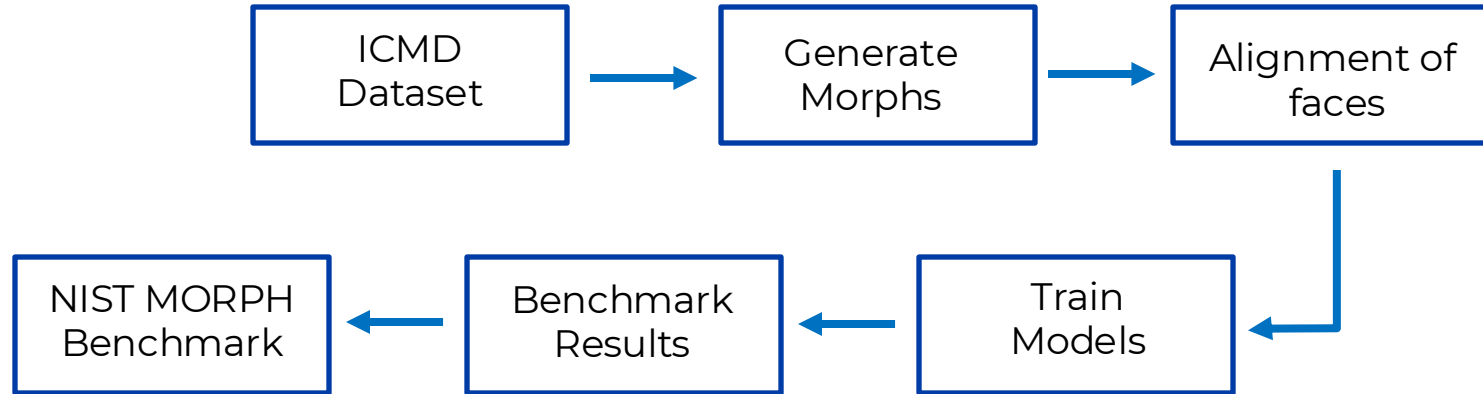 ICMD
Dataset
Generate
Morphs
Alignment of
faces
Train
Models
Benchmark
Results
NIST MORPH
Benchmark